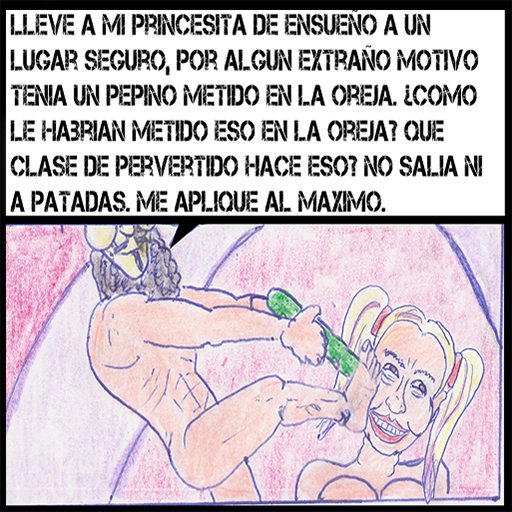 LLEVE A MI PRINCESITA DE ENSUEÑO A UN
LUGAR SEGURO, POR ALGUN EXTRAÑO MOTIVO
TENIA UN PEPINO METIDO EN LA OREJA. ¿COMO
LE HABRIAN METIDO ESO EN LA OREJA? QUE
CLASE DE PERVERTIDO HACE ESO? NO SALIA NI
A PATADAS. ME APLIQUE AL MAXIMO.